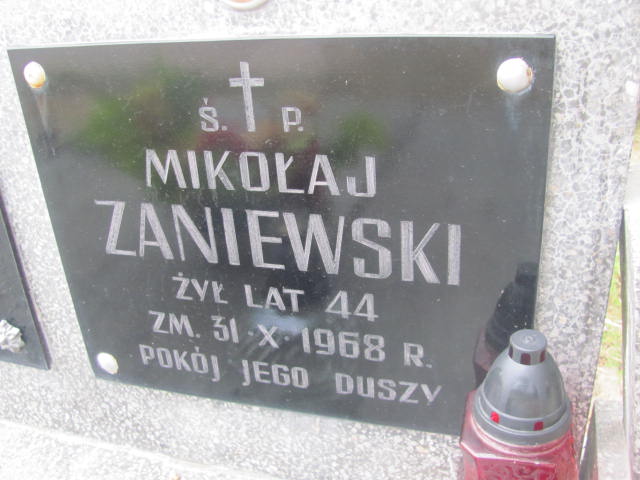 Ś. P.
MIKOŁAJ
ZANIEWSKI
ŻYŁ LAT 44
ZM. 31·X·1968 R.
POKÓJ JEGO DUSZY